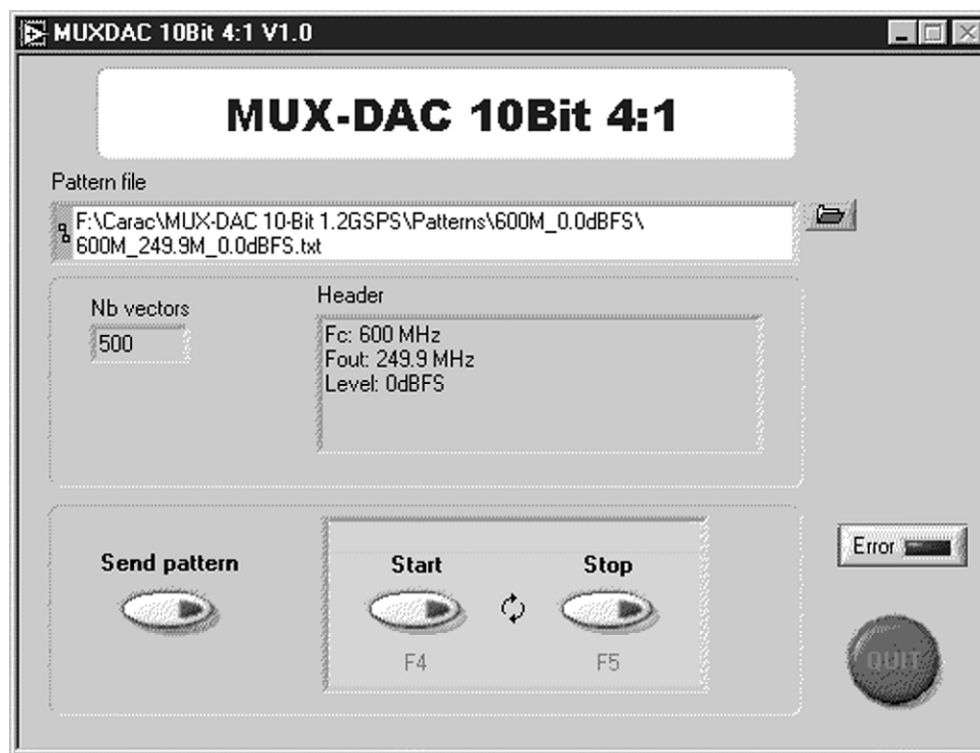 MUXDAC 10Bit 4:1 V1.0
MUX-DAC 10Bit 4:1
Pattern file
F:\Carac\MUX-DAC 10-Bit 1.2GSPS\Patterns\600M_0.0dBFS\
600M_249.9M_0.0dBFS.txt
Nb vectors
500
Header
Fc: 600 MHz
Fout: 249.9 MHz
Level: 0dBFS
Send pattern
Start
Stop
F4
F5
Error
QUIT